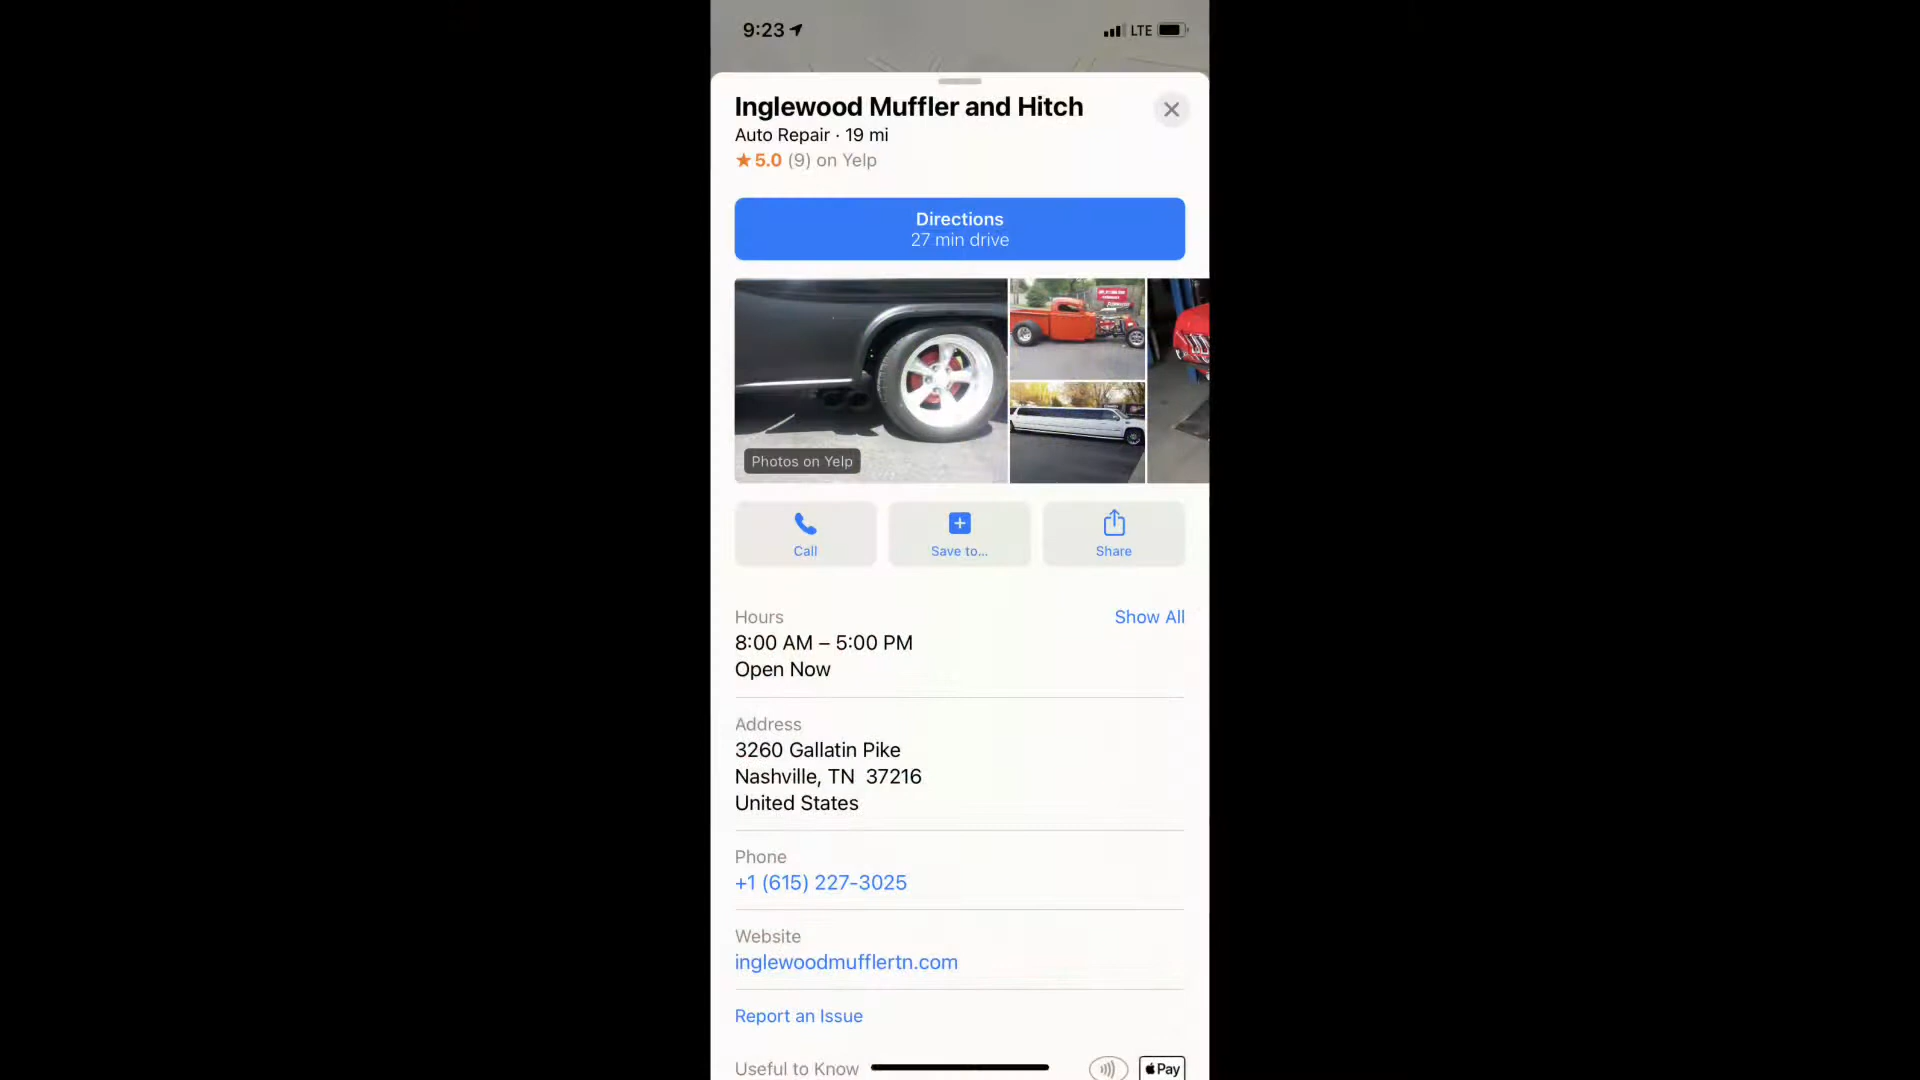 9:23
LTE
Inglewood Muffler and Hitch
Auto Repair · 19 mi
★ 5.0 (9) on Yelp
Directions
27 min drive
Photos on Yelp
Call
Save to...
Share
Hours
Show All
8:00 AM – 5:00 PM
Open Now
Address
3260 Gallatin Pike
Nashville, TN 37216
United States
Phone
+1 (615) 227-3025
Website
inglewoodmufflertn.com
Report an Issue
Useful to Know
Pay